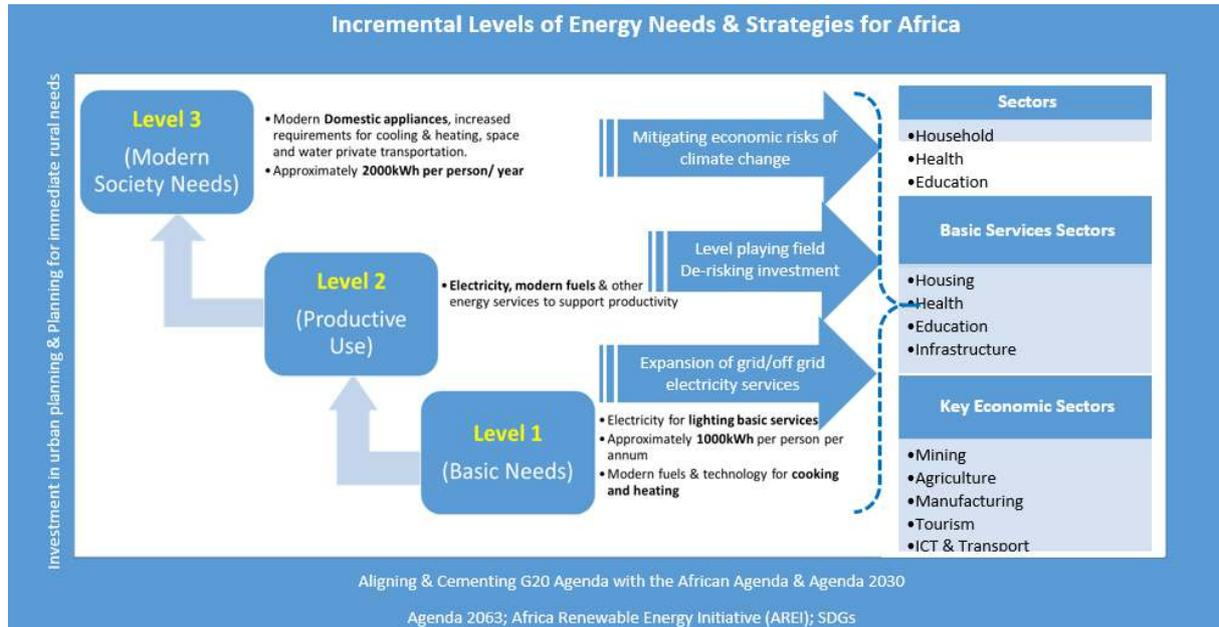 Incremental Levels of Energy Needs & Strategies for Africa
Investment in urban planning & Planning for immediate rural needs
Level 3
(Modern
Society Needs)
•Modern Domestic appliances, increased
requirements for cooling & heating, space
and water private transportation.
•Approximately 2000kWh per person/ year
Mitigating economic risks of
climate change
Level 2
(Productive
Use)
•Electricity, modern fuels & other
energy services to support productivity
Level playing field
De-risking investment
Level 1
(Basic Needs)
•Electricity for lighting basic services
•Approximately 1000kWh per person per
annum
•Modern fuels & technology for cooking
and heating
Expansion of grid/off grid
electricity services
Sectors
•Household
•Health
•Education
Basic Services Sectors
•Housing
•Health
•Education
•Infrastructure
Key Economic Sectors
•Mining
•Agriculture
•Manufacturing
•Tourism
•ICT & Transport
Aligning & Cementing G20 Agenda with the African Agenda & Agenda 2030
Agenda 2063; Africa Renewable Energy Initiative (AREI); SDGs